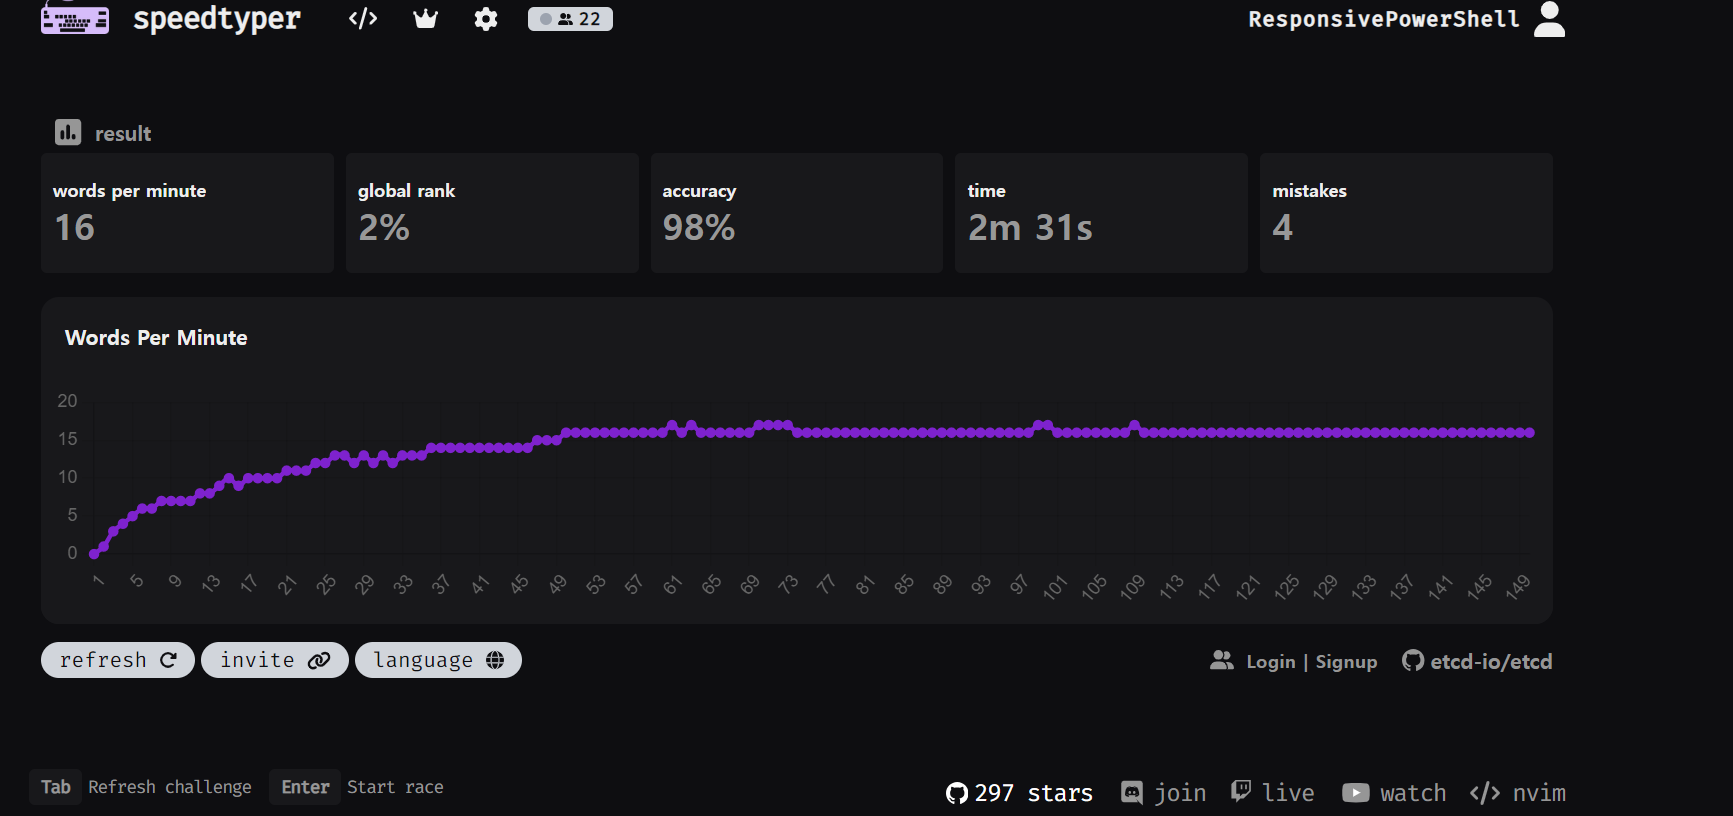 speedtyper </> 22 ResponsivePowerShell
result
words per minute global rank accuracy time mistakes
16 2% 98% 2m 31s 4
Words Per Minute
20
15
10
5
0
1 5 9 13 17 21 25 29 33 37 41 45 49 53 57 61 65 69 73 77 81 85 89 93 97 101 105 109 113 117 121 125 129 133 137 141 145 149
refresh invite language Login | Signup etcd-io/etcd
Tab Refresh challenge Enter Start race
297 stars join live watch </> nvim